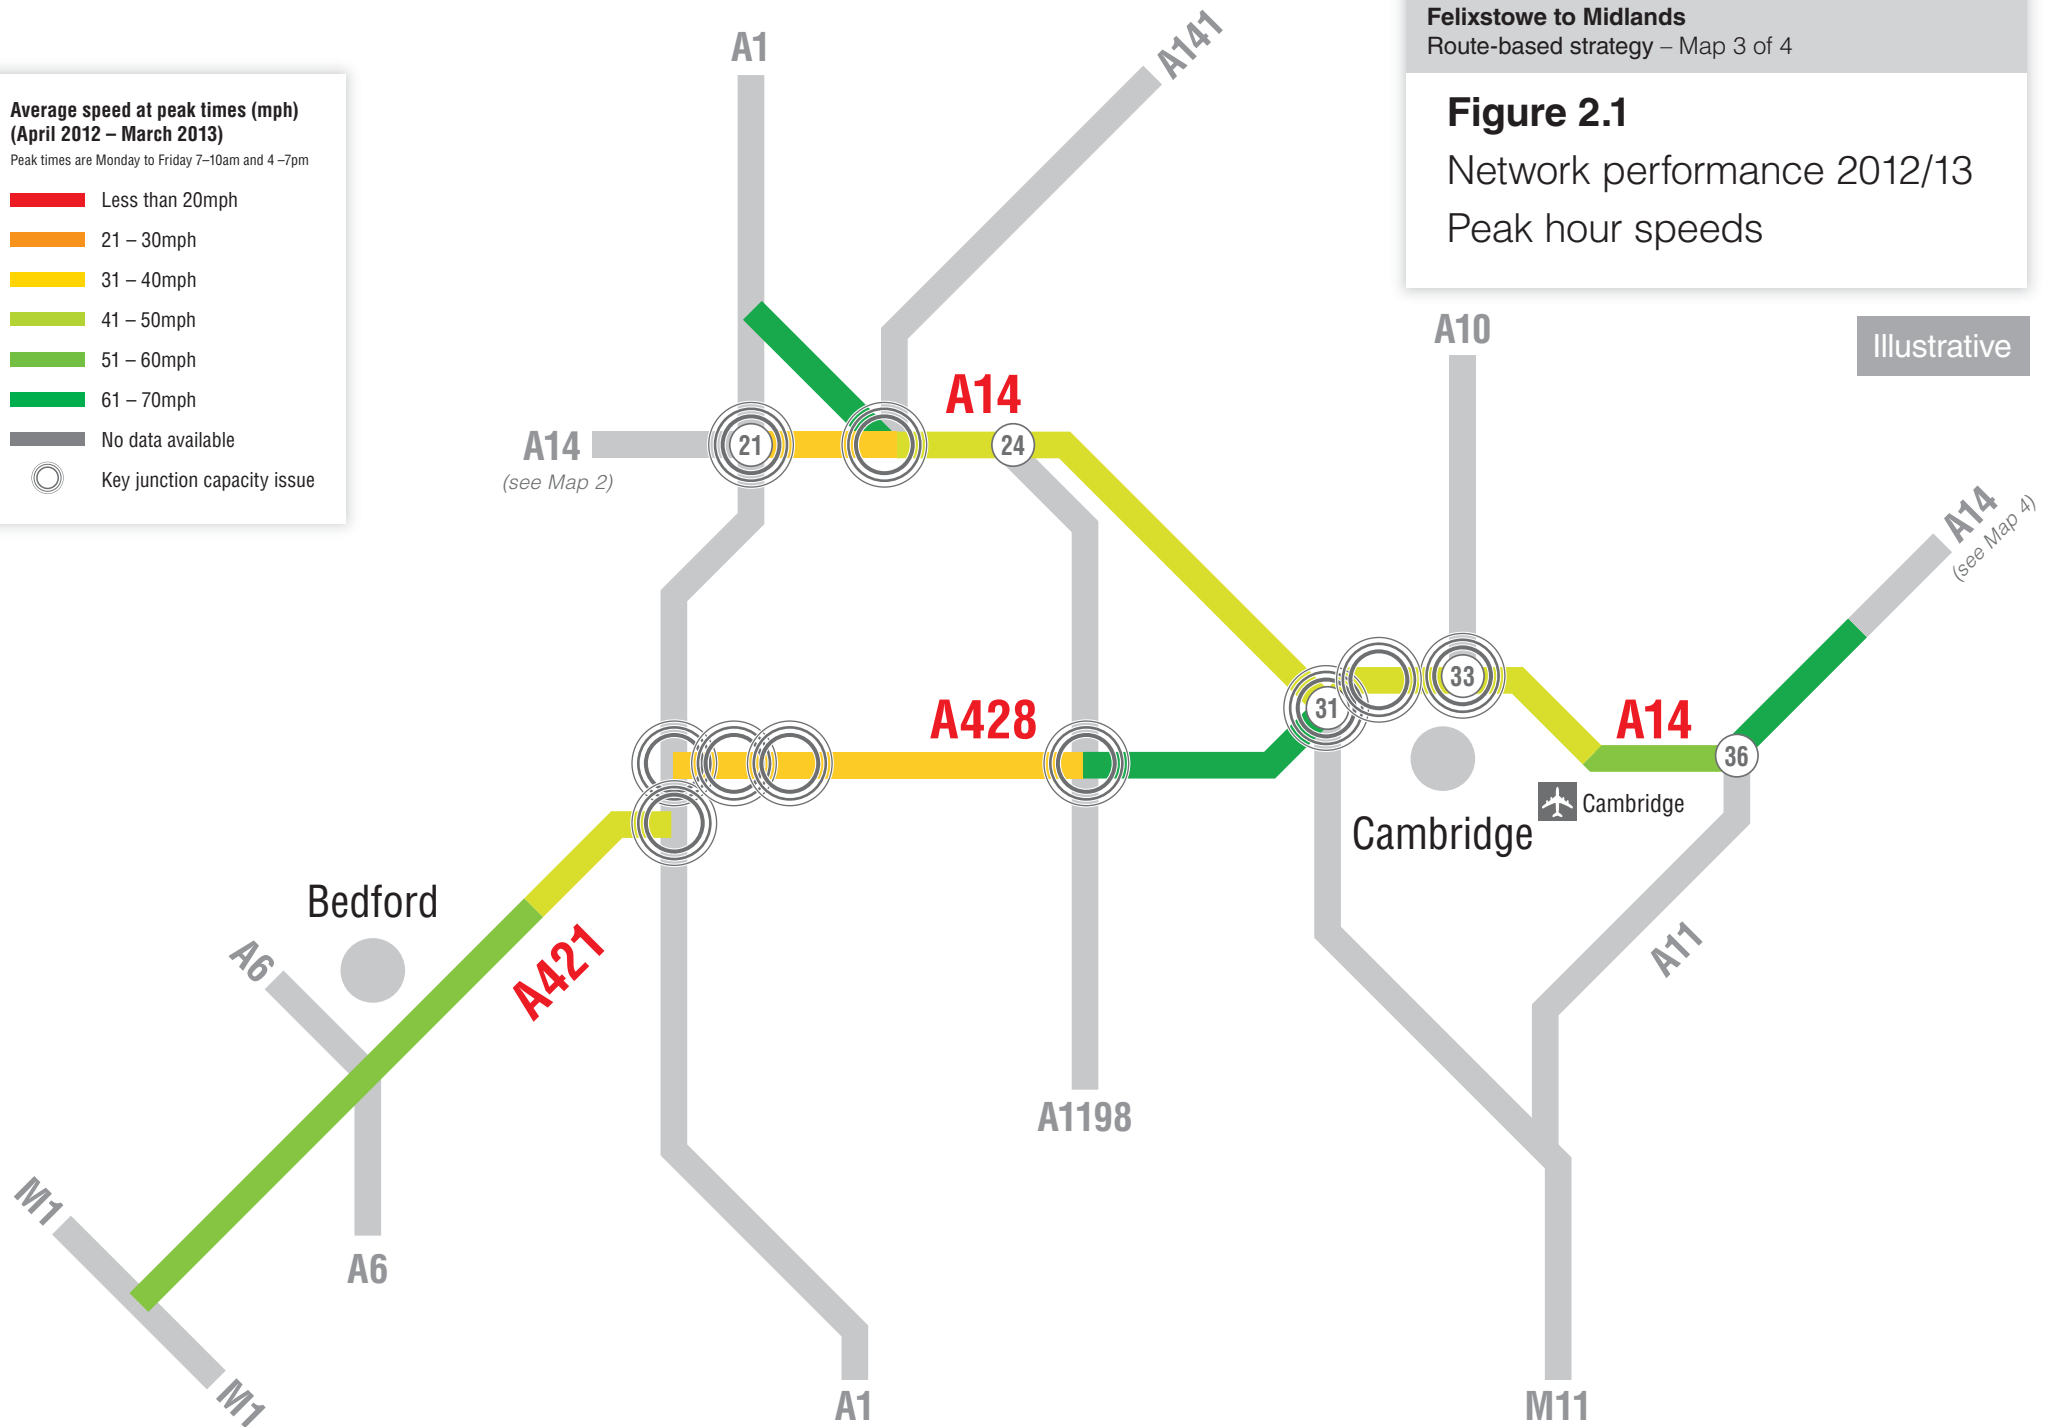 Felixstowe to Midlands
Route-based strategy – Map 3 of 4
Figure 2.1
Network performance 2012/13
Peak hour speeds
Illustrative
Average speed at peak times (mph)
(April 2012 – March 2013)
Peak times are Monday to Friday 7–10am and 4 –7pm
Less than 20mph
21 – 30mph
31 – 40mph
41 – 50mph
51 – 60mph
61 – 70mph
No data available
Key junction capacity issue
A1
A141
A10
A14
A14
(see Map 2)
21
24
A14
(see Map 4)
33
31
A428
A14
36
Cambridge
Cambridge
Bedford
A6
A421
A11
A1198
M1
A6
M1
A1
M11